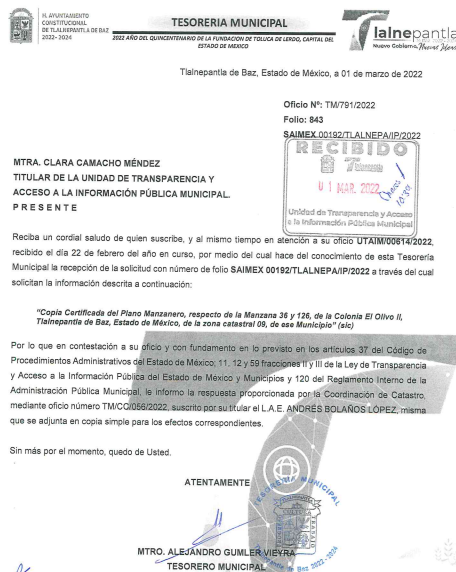 H. AYUNTAMIENTO
CONSTITUCIONAL
DE TLALNEPANTLA DE BAZ
2022- 2024
TESORERIA MUNICIPAL
2022 AÑO DEL QUINCENTENARIO DE LA FUNDACION DE TOLUCA DE LERDO, CAPITAL DEL
ESTADO DE MEXICO
Tlalnepantla
Nuevo Gobierno, Nuevas Ideas
Tlalnepantla de Baz, Estado de México, a 01 de marzo de 2022
Oficio Nº: TM/791/2022
Folio: 843
SAIMEX 00192/TLALNEPA/IP/2022
RECIBIDO
Tlalnepantla
01 MAR. 2022
10:39
Unidad de Transparencia y Acceso
a la Información Pública Municipal
MTRA. CLARA CAMACHO MÉNDEZ
TITULAR DE LA UNIDAD DE TRANSPARENCIA Y
ACCESO A LA INFORMACIÓN PÚBLICA MUNICIPAL.
P R E S E N T E
Reciba un cordial saludo de quien suscribe, y al mismo tiempo en atención a su oficio UTAIM/00614/2022,
recibido el día 22 de febrero del año en curso, por medio del cual hace del conocimiento de esta Tesorería
Municipal la recepción de la solicitud con número de folio SAIMEX 00192/TLALNEPA/IP/2022 a través del cual
solicitan la información descrita a continuación:
"Copia Certificada del Plano Manzanero, respecto de la Manzana 36 y 126, de la Colonia El Olivo II,
Tlalnepantla de Baz, Estado de México, de la zona catastral 09, de ese Municipio" (sic)
Por lo que en contestación a su oficio y con fundamento en lo previsto en los artículos 37 del Código de
Procedimientos Administrativos del Estado de México; 11, 12 y 59 fracciones II y III de la Ley de Transparencia
y Acceso a la Información Pública del Estado de México y Municipios y 120 del Reglamento Interno de la
Administración Pública Municipal, le informo la respuesta proporcionada por la Coordinación de Catastro,
mediante oficio número TM/CC/056/2022, suscrito por su titular el L.A.E. ANDRÉS BOLAÑOS LÓPEZ, misma
que se adjunta en copia simple para los efectos correspondientes.
Sin más por el momento, quedo de Usted.
ATENTAMENTE
TESORERIA MUNICIPAL
Tlalnepantla de Baz 2022-2024
MTRO. ALEJANDRO GUMLER VIEYRA
TESORERO MUNICIPAL